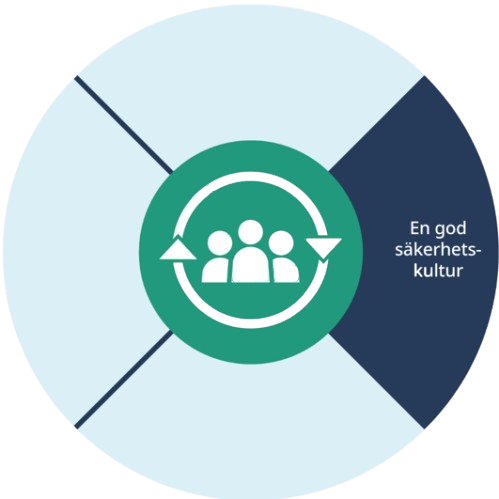 En god
säkerhets-
kultur